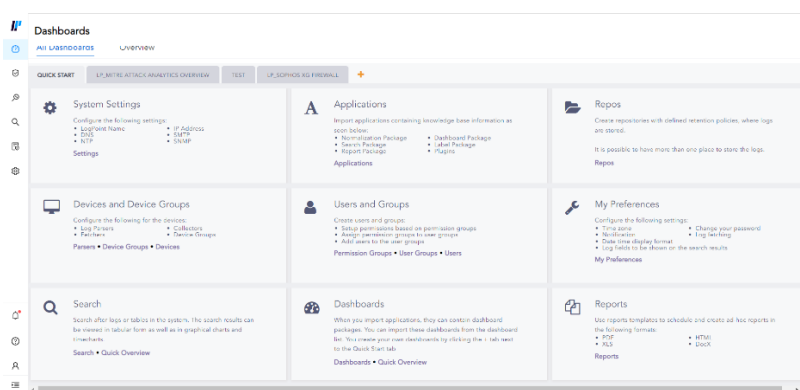 Dashboards
All Dashboards Overview
QUICK START LP_MITRE ATTACK ANALYTICS OVERVIEW TEST LP_SOPHOS XG FIREWALL +
System Settings
Configure the following settings:
• LogPoint Name • IP Address
• DNS • SMTP
• NTP • SNMP
Settings
Applications
Import applications containing knowledge base information as
seen below:
• Normalization Package • Dashboard Package
• Search Package • Label Package
• Report Package • Plugins
Applications
Repos
Create repositories with defined retention policies, where logs
are stored.
It is possible to have more than one place to store the logs.
Repos
Devices and Device Groups
Configure the following for the devices:
• Log Parsers • Collectors
• Fetchers • Device Groups
Parsers • Device Groups • Devices
Users and Groups
Create users and groups:
• Setup permissions based on permission groups
• Assign permission groups to user groups
• Add users to the user groups
Permission Groups • User Groups • Users
My Preferences
Configure the following settings:
• Time zone • Change your password
• Notification • Log fetching
• Date time display format
• Log fields to be shown on the search results
My Preferences
Search
Search after logs or tables in the system. The search results can
be viewed in tabular form as well as in graphical charts and
timecharts
Search • Quick Overview
Dashboards
When you import applications, they can contain dashboard
packages. You can import these dashboards from the dashboard
list. You can create your own dashboards by clicking the + tab next
to the Quick Start tab
Dashboards • Quick Overview
Reports
Use reports templates to schedule and create ad-hoc reports in
the following formats:
• PDF • HTML
• XLS • DocX
Reports